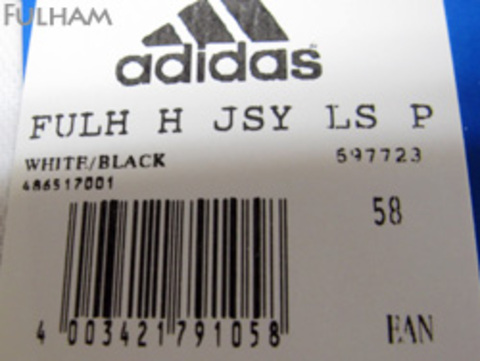 FULHAM
adidas
FULH H JSY LS P
WHITE/BLACK 597723
486517001
58
4 003421 791058
EAN